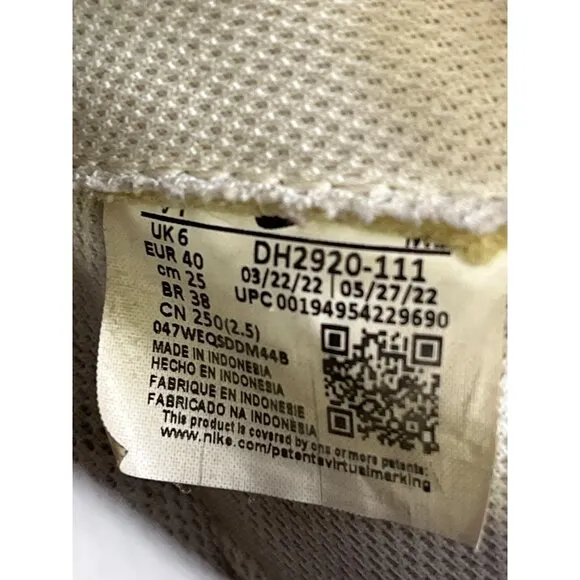 UK 6
EUR 40
cm 25
BR 38
CN 250(2.5)
047WEQSDDM44B
DH2920-111
03/22/22 | 05/27/22
UPC 00194954229690
MADE IN INDONESIA
HECHO EN INDONESIA
FABRIQUE EN INDONESIE
FABRICADO NA INDONESIA
This product is covered by one or more patents:
www.nike.com/patentsvirtualmarking